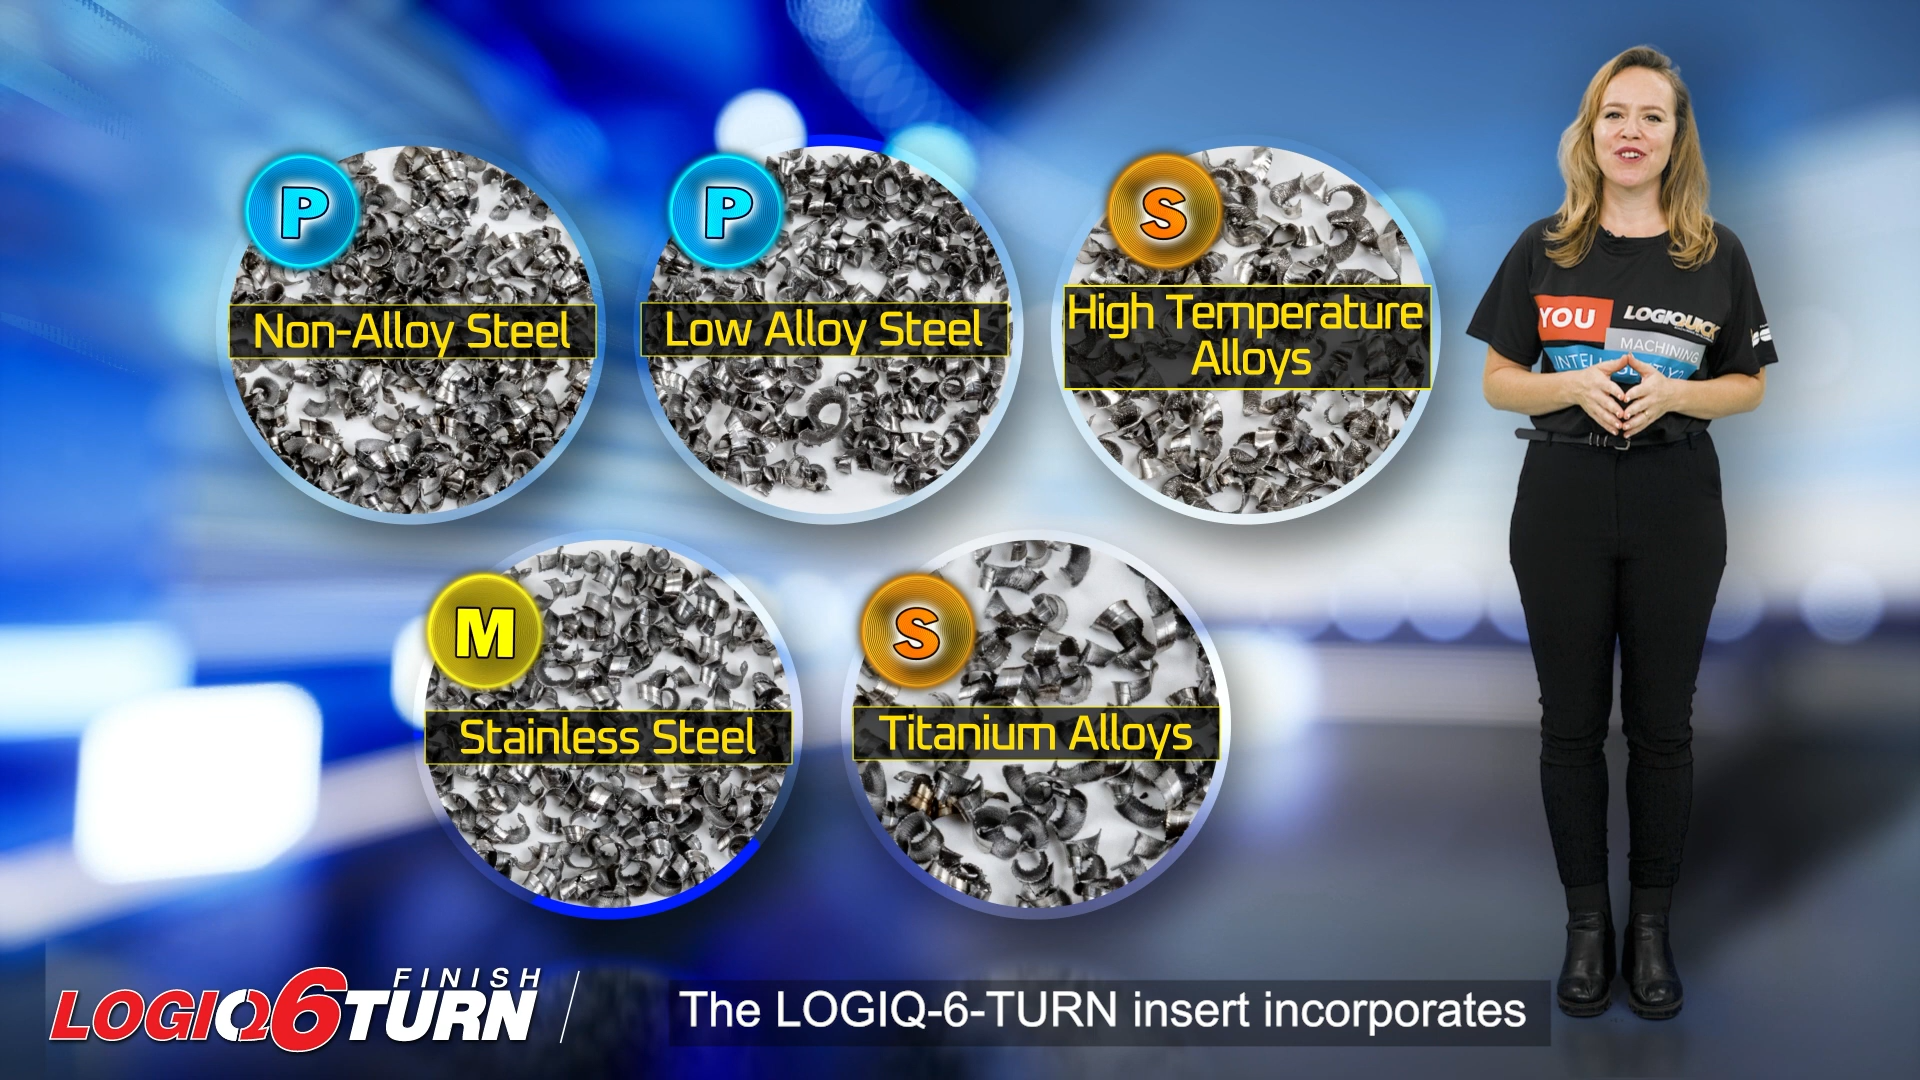 P
Non-Alloy Steel
P
Low Alloy Steel
S
High Temperature
Alloys
M
Stainless Steel
S
Titanium Alloys
YOU
LOGIQUICK
MACHINING
FINISH
LOGIQ6TURN
The LOGIQ-6-TURN insert incorporates